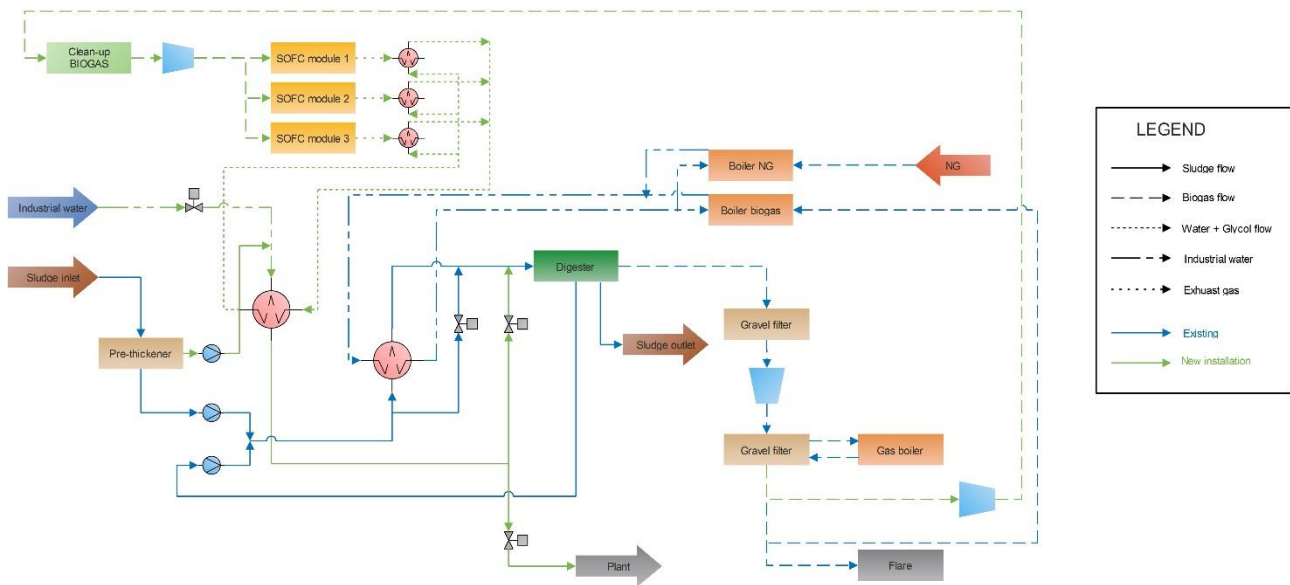 Clean-up
BIOGAS
SOFC module 1
SOFC module 2
SOFC module 3
Industrial water
Sludge inlet
Pre-thickener
Boiler NG
NG
Boiler biogas
Digester
Sludge outlet
Gravel filter
Gravel filter
Gas boiler
Plant
Flare
LEGEND
Sludge flow
Biogas flow
Water + Glycol flow
Industrial water
Exhuast gas
Existing
New installation